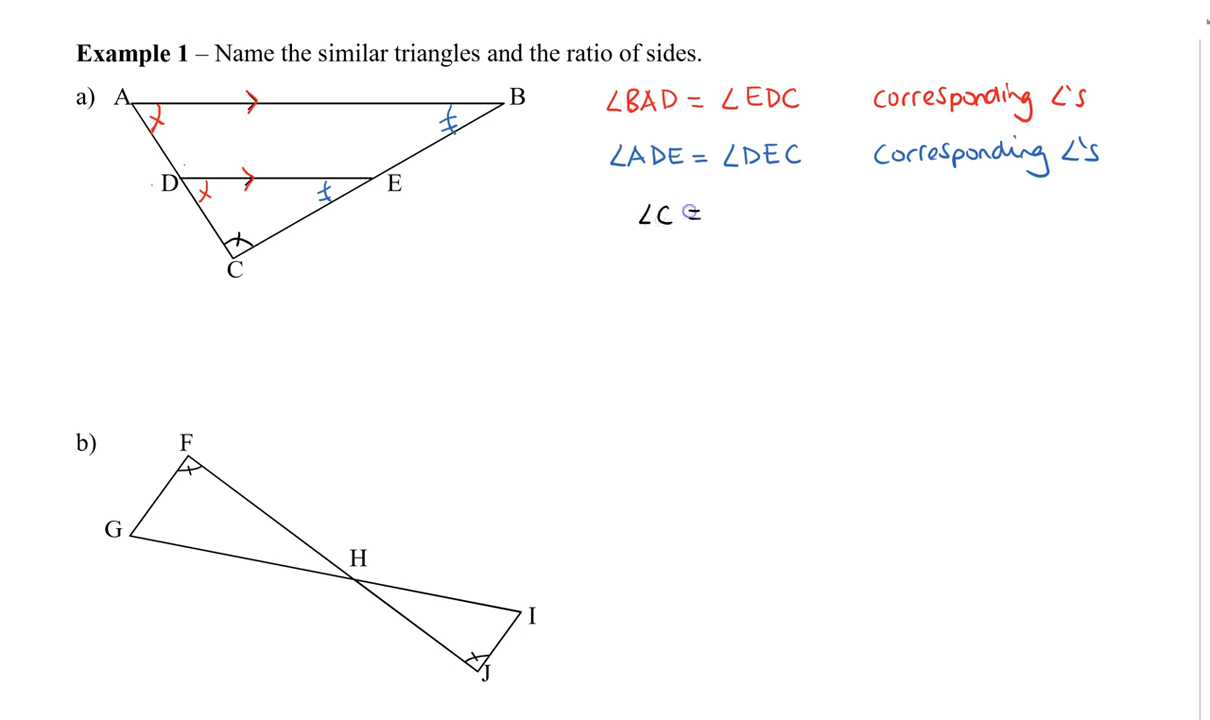 Example 1 – Name the similar triangles and the ratio of sides.
a) A B ∠BAD = ∠EDC corresponding ∠'s
∠ADE = ∠DEC corresponding ∠'s
D E
∠C =
C
b) F
G
H
I
J